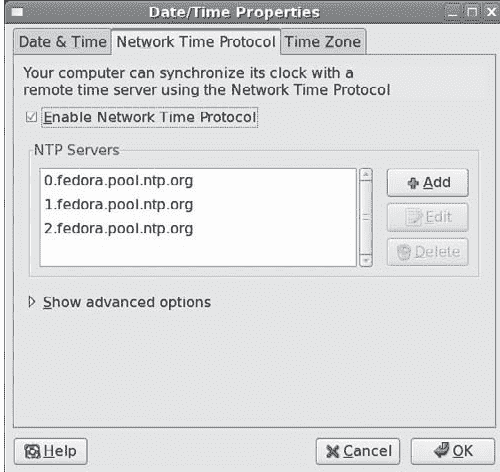 Date/Time Properties
Date & Time
Network Time Protocol
Time Zone
Your computer can synchronize its clock with a
remote time server using the Network Time Protocol
Enable Network Time Protocol
NTP Servers
0.fedora.pool.ntp.org
1.fedora.pool.ntp.org
2.fedora.pool.ntp.org
Add
Edit
Delete
Show advanced options
Help
Cancel
OK